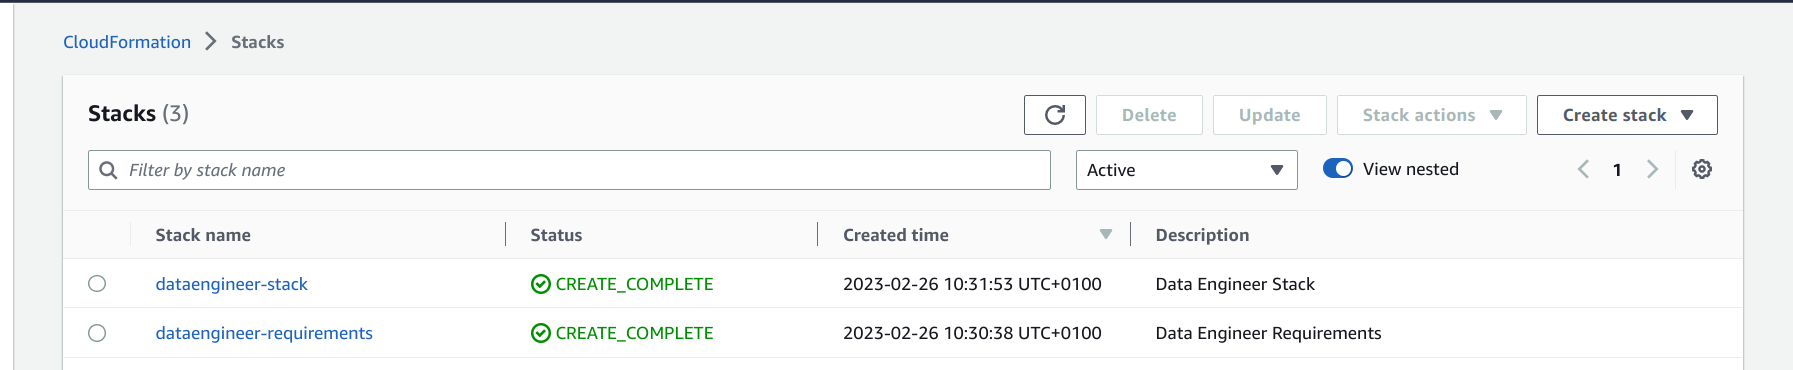 CloudFormation > Stacks
Stacks (3)
Delete
Update
Stack actions
Create stack
Filter by stack name
Active
View nested
1
Stack name Status Created time Description
dataengineer-stack CREATE_COMPLETE 2023-02-26 10:31:53 UTC+0100 Data Engineer Stack
dataengineer-requirements CREATE_COMPLETE 2023-02-26 10:30:38 UTC+0100 Data Engineer Requirements